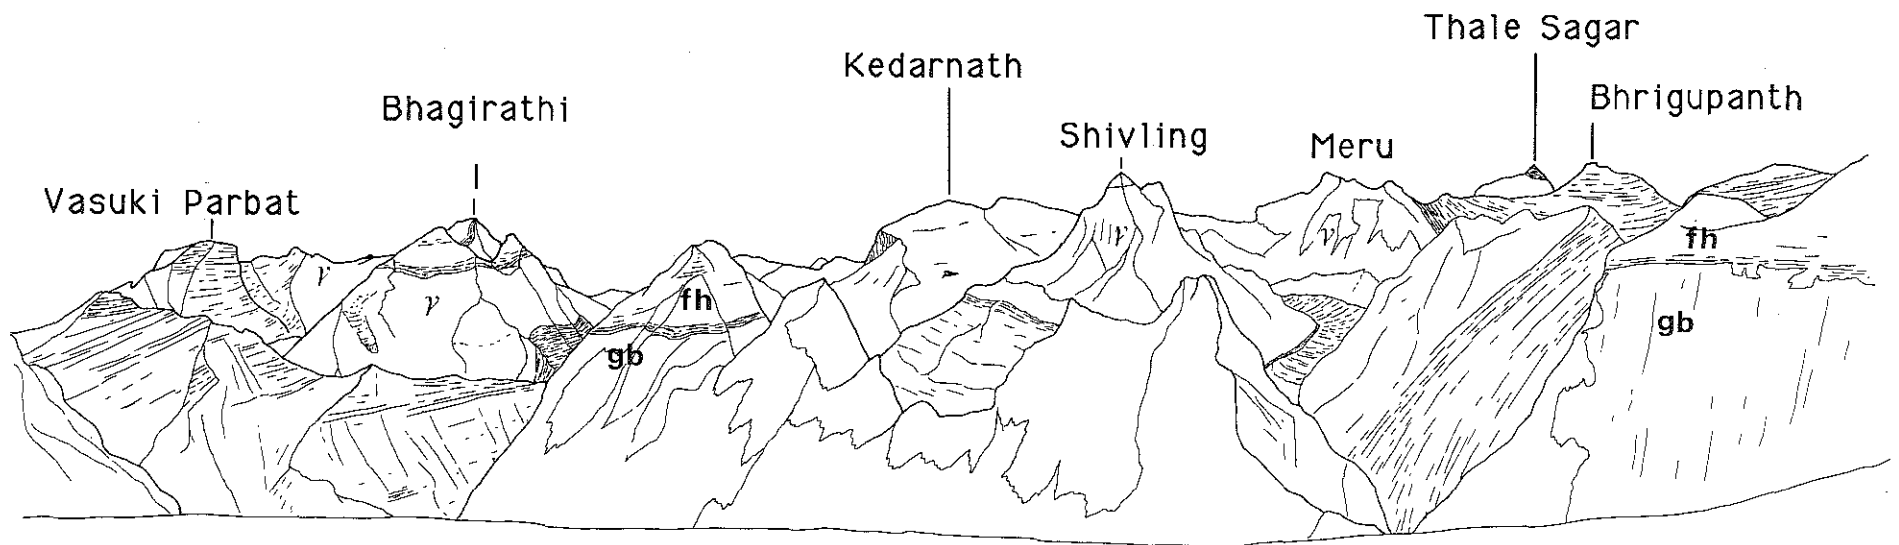 Thale Sagar
Kedarnath
Bhrigupanth
Bhagirathi
Shivling
Meru
Vasuki Parbat
γ
γ
γ
γ
fh
gb
fh
gb